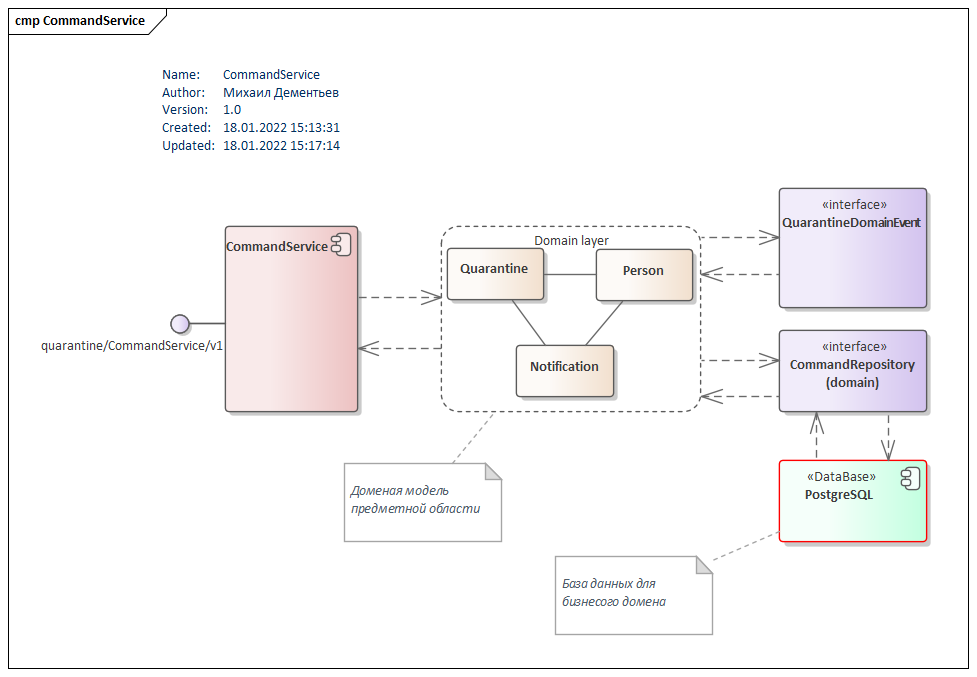 cmp CommandService
Name: CommandService
Author: Михаил Дементьев
Version: 1.0
Created: 18.01.2022 15:13:31
Updated: 18.01.2022 15:17:14
«interface»
QuarantineDomainEvent
CommandService
Domain layer
Quarantine
Person
quarantine/CommandService/v1
Notification
«interface»
CommandRepository
(domain)
«DataBase»
PostgreSQL
Доменая модель
предметной области
База данных для
бизнесого домена